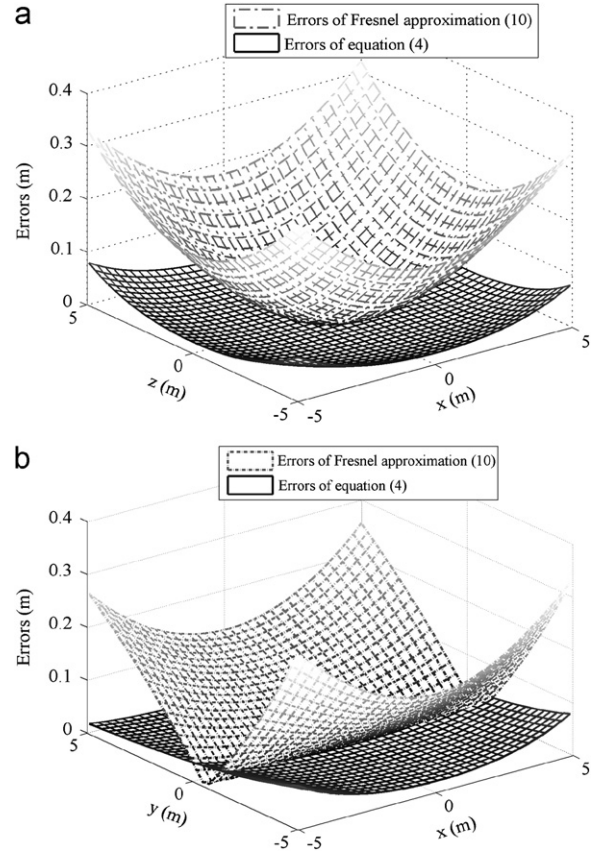 a
Errors of Fresnel approximation (10)
Errors of equation (4)
0.4
0.3
0.2
0.1
0
Errors (m)
5
0
-5
z (m)
-5
0
5
x (m)
b
Errors of Fresnel approximation (10)
Errors of equation (4)
0.4
0.3
0.2
0.1
0
Errors (m)
5
0
-5
y (m)
-5
0
5
x (m)